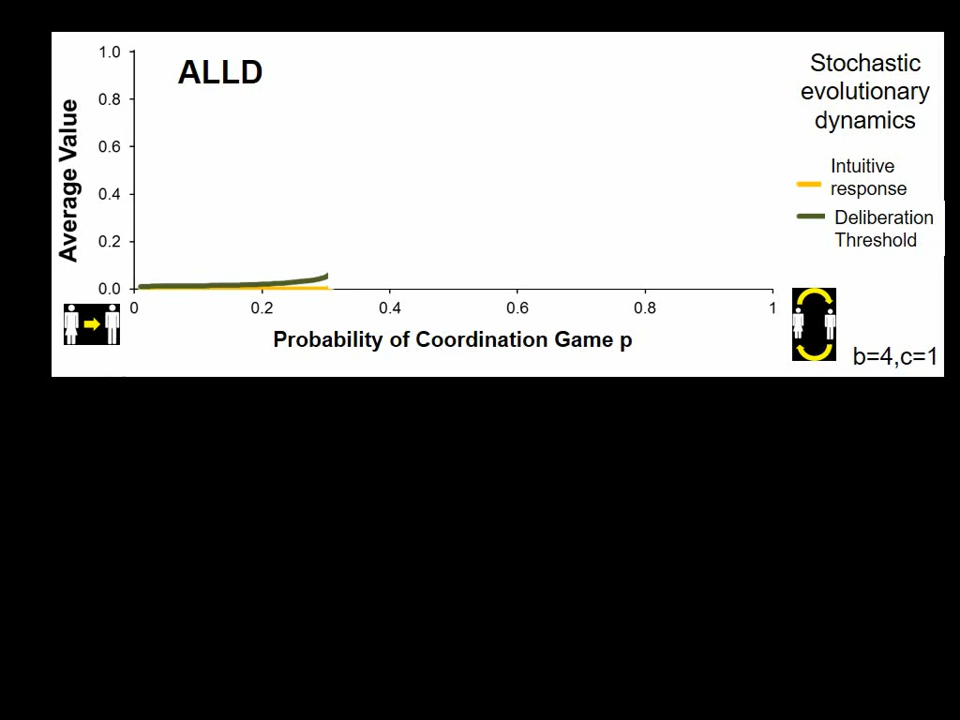 ALLD
Stochastic
evolutionary
dynamics
Intuitive
response
Deliberation
Threshold
Average Value
1.0
0.8
0.6
0.4
0.2
0.0
0 0.2 0.4 0.6 0.8 1
Probability of Coordination Game p
b=4,c=1